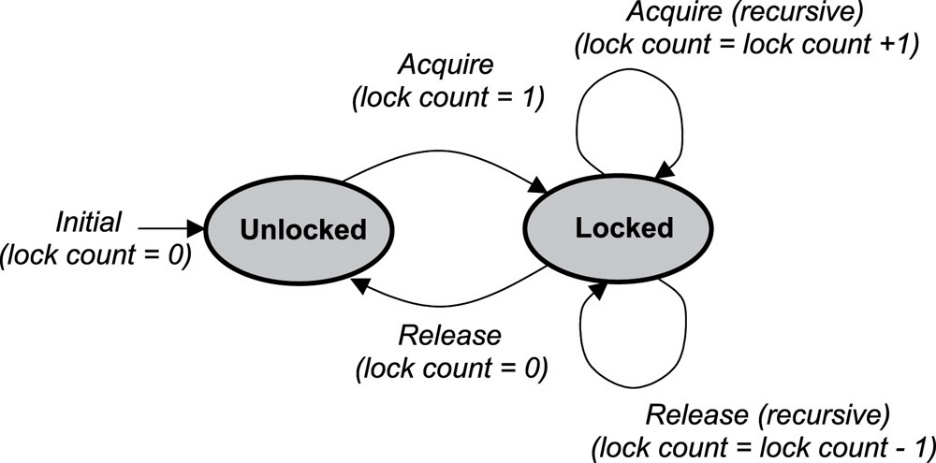 Acquire (recursive)
(lock count = lock count +1)
Acquire
(lock count = 1)
Initial
(lock count = 0)
Unlocked
Locked
Release
(lock count = 0)
Release (recursive)
(lock count = lock count - 1)